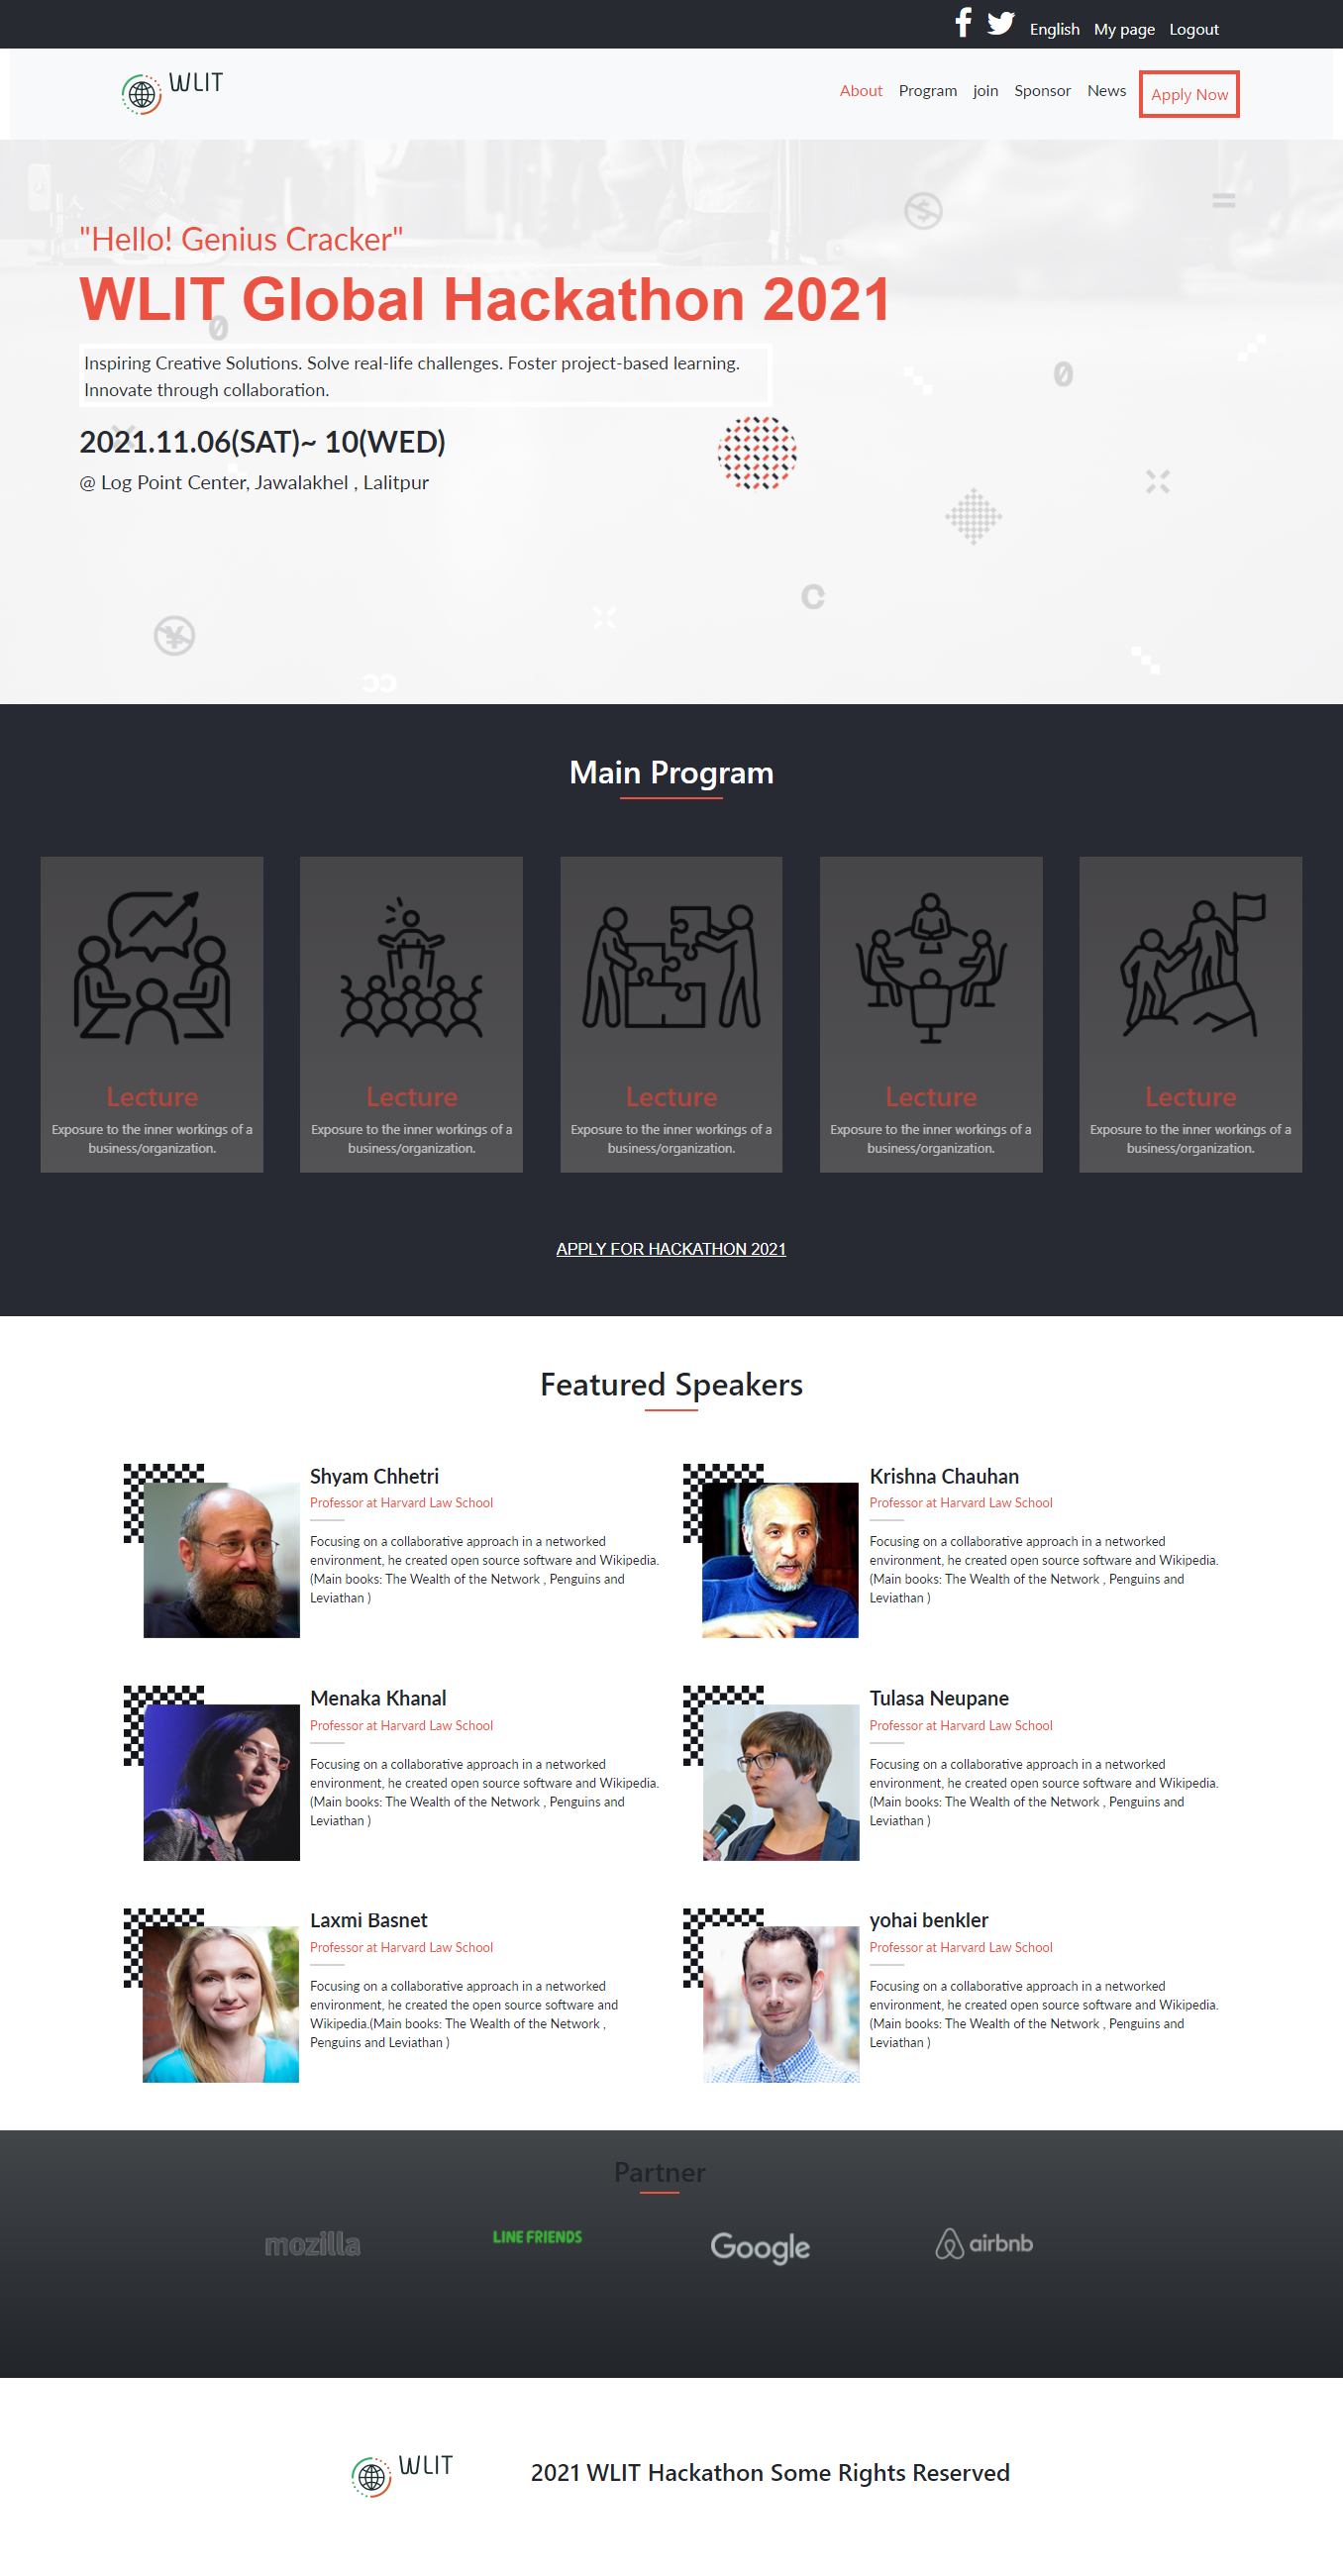 English My page Logout
WLIT
About Program join Sponsor News Apply Now
"Hello! Genius Cracker"
WLIT Global Hackathon 2021
Inspiring Creative Solutions. Solve real-life challenges. Foster project-based learning.
Innovate through collaboration.
2021.11.06(SAT)~ 10(WED)
@ Log Point Center, Jawalakhel , Lalitpur
Main Program
Lecture
Exposure to the inner workings of a
business/organization.
Lecture
Exposure to the inner workings of a
business/organization.
Lecture
Exposure to the inner workings of a
business/organization.
Lecture
Exposure to the inner workings of a
business/organization.
Lecture
Exposure to the inner workings of a
business/organization.
APPLY FOR HACKATHON 2021
Featured Speakers
Shyam Chhetri
Professor at Harvard Law School
Focusing on a collaborative approach in a networked
environment, he created open source software and Wikipedia.
(Main books: The Wealth of the Network , Penguins and
Leviathan )
Krishna Chauhan
Professor at Harvard Law School
Focusing on a collaborative approach in a networked
environment, he created open source software and Wikipedia.
(Main books: The Wealth of the Network , Penguins and
Leviathan )
Menaka Khanal
Professor at Harvard Law School
Focusing on a collaborative approach in a networked
environment, he created open source software and Wikipedia.
(Main books: The Wealth of the Network , Penguins and
Leviathan )
Tulasa Neupane
Professor at Harvard Law School
Focusing on a collaborative approach in a networked
environment, he created open source software and Wikipedia.
(Main books: The Wealth of the Network , Penguins and
Leviathan )
Laxmi Basnet
Professor at Harvard Law School
Focusing on a collaborative approach in a networked
environment, he created the open source software and
Wikipedia.(Main books: The Wealth of the Network ,
Penguins and Leviathan )
yohai benkler
Professor at Harvard Law School
Focusing on a collaborative approach in a networked
environment, he created open source software and Wikipedia.
(Main books: The Wealth of the Network , Penguins and
Leviathan )
Partner
mozilla
LINE FRIENDS
Google
airbnb
WLIT
2021 WLIT Hackathon Some Rights Reserved